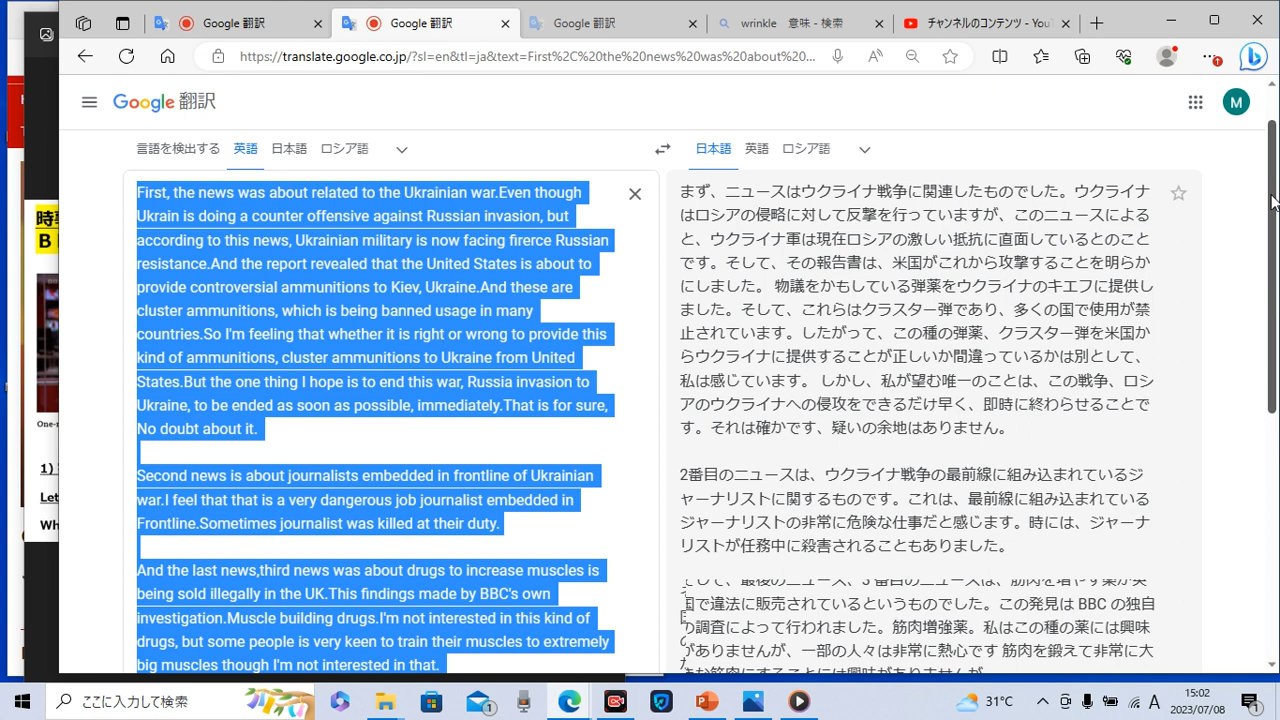 Google 翻訳
Google 翻訳
Google 翻訳
wrinkle 意味 - 検索
チャンネルのコンテンツ - You
https://translate.google.co.jp/?sl=en&tl=ja&text=First%2C%20the%20news%20was%20about%20...
Google 翻訳
M
言語を検出する 英語 日本語 ロシア語
日本語 英語 ロシア語
First, the news was about related to the Ukrainian war.Even though
Ukrain is doing a counter offensive against Russian invasion, but
according to this news, Ukrainian military is now facing firerce Russian
resistance.And the report revealed that the United States is about to
provide controversial ammunitions to Kiev, Ukraine.And these are
cluster ammunitions, which is being banned usage in many
countries.So I'm feeling that whether it is right or wrong to provide this
kind of ammunitions, cluster ammunitions to Ukraine from United
States.But the one thing I hope is to end this war, Russia invasion to
Ukraine, to be ended as soon as possible, immediately.That is for sure,
No doubt about it.
Second news is about journalists embedded in frontline of Ukrainian
war.I feel that that is a very dangerous job journalist embedded in
Frontline.Sometimes journalist was killed at their duty.
And the last news,third news was about drugs to increase muscles is
being sold illegally in the UK.This findings made by BBC's own
investigation.Muscle building drugs.I'm not interested in this kind of
drugs, but some people is very keen to train their muscles to extremely
big muscles though I'm not interested in that.
まず、ニュースはウクライナ戦争に関連したものでした。ウクライナ
はロシアの侵略に対して反撃を行っていますが、このニュースによる
と、ウクライナ軍は現在ロシアの激しい抵抗に直面しているとのこと
です。そして、その報告書は、米国がこれから攻撃することを明らか
にしました。 物議をかもしている弾薬をウクライナのキエフに提供し
ました。そして、これらはクラスター弾であり、多くの国で使用が禁
止されています。したがって、この種の弾薬、クラスター弾を米国か
らウクライナに提供することが正しいか間違っているかは別として、
私は感じています。 しかし、私が望む唯一のことは、この戦争、ロシ
アのウクライナへの侵攻をできるだけ早く、即時に終わらせることで
す。それは確かです、疑いの余地はありません。
2番目のニュースは、ウクライナ戦争の最前線に組み込まれているジ
ャーナリストに関するものです。これは、最前線に組み込まれている
ジャーナリストの非常に危険な仕事だと感じます。時には、ジャーナ
リストが任務中に殺害されることもありました。
そして、最後のニュース、3 番目のニュースは、筋肉を増やす薬が英
国で違法に販売されているというものでした。この発見は BBC の独自
の調査によって行われました。筋肉増強薬。私はこの種の薬には興味
がありませんが、一部の人々は非常に熱心です 筋肉を鍛えて非常に大
時事
B
One-
1)
Let
Wh
ここに入力して検索
1
31°C
A
15:02
2023/07/08
1